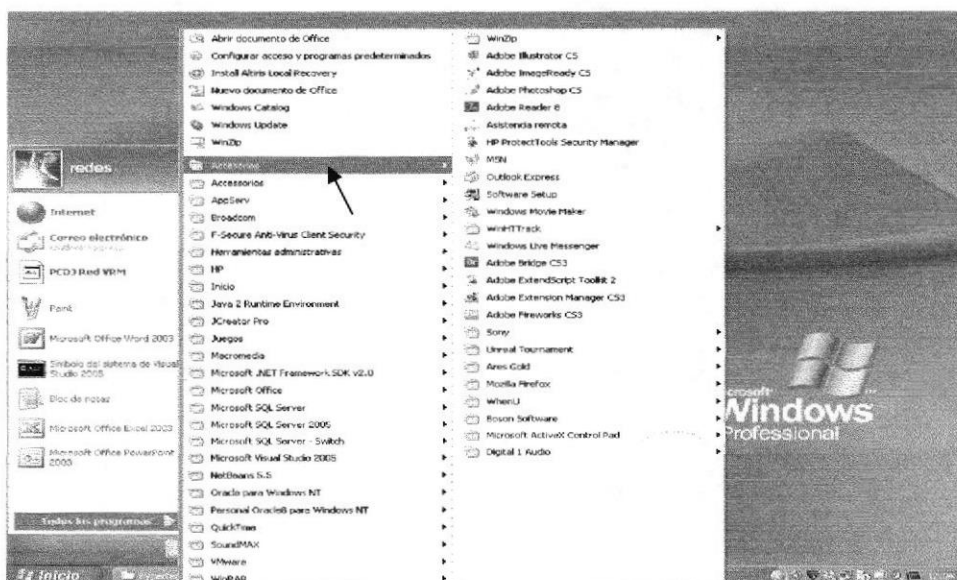 redes
Internet
Correo electrónico
PCD3 Red VRM
Paint
Microsoft Office Word 2003
Símbolo del sistema de Visual
Studio 2005
Bloc de notas
Microsoft Office Excel 2003
Microsoft Office PowerPoint
2003
Todos los programas
Inicio
Abrir documento de Office
Configurar acceso y programas predeterminados
Install Altiris Local Recovery
Nuevo documento de Office
Windows Catalog
Windows Update
WinZip
Accessories
Accesorios
AppServ
Broadcom
F-Secure Anti-Virus Client Security
Herramientas administrativas
HP
Inicio
Java 2 Runtime Environment
JCreator Pro
Juegos
Macromedia
Microsoft .NET Framework SDK v2.0
Microsoft Office
Microsoft SQL Server
Microsoft SQL Server 2005
Microsoft SQL Server - Switch
Microsoft Visual Studio 2005
NetBeans 5.5
Oracle para Windows NT
Personal Oracle8 para Windows NT
QuickTime
SoundMAX
VMware
WinRAR
WinZip
Adobe Illustrator CS
Adobe ImageReady CS
Adobe Photoshop CS
Adobe Reader 8
Asistencia remota
HP ProtectTools Security Manager
MSN
Outlook Express
Software Setup
Windows Movie Maker
WinHTTrack
Windows Live Messenger
Adobe Bridge CS3
Adobe ExtendScript Toolkit 2
Adobe Extension Manager CS3
Adobe Fireworks CS3
Sony
Unreal Tournament
Ares Gold
Mozilla Firefox
WhenU
Boson Software
Microsoft ActiveX Control Pad
Digital 1 Audio
Microsoft
Windows
Professional